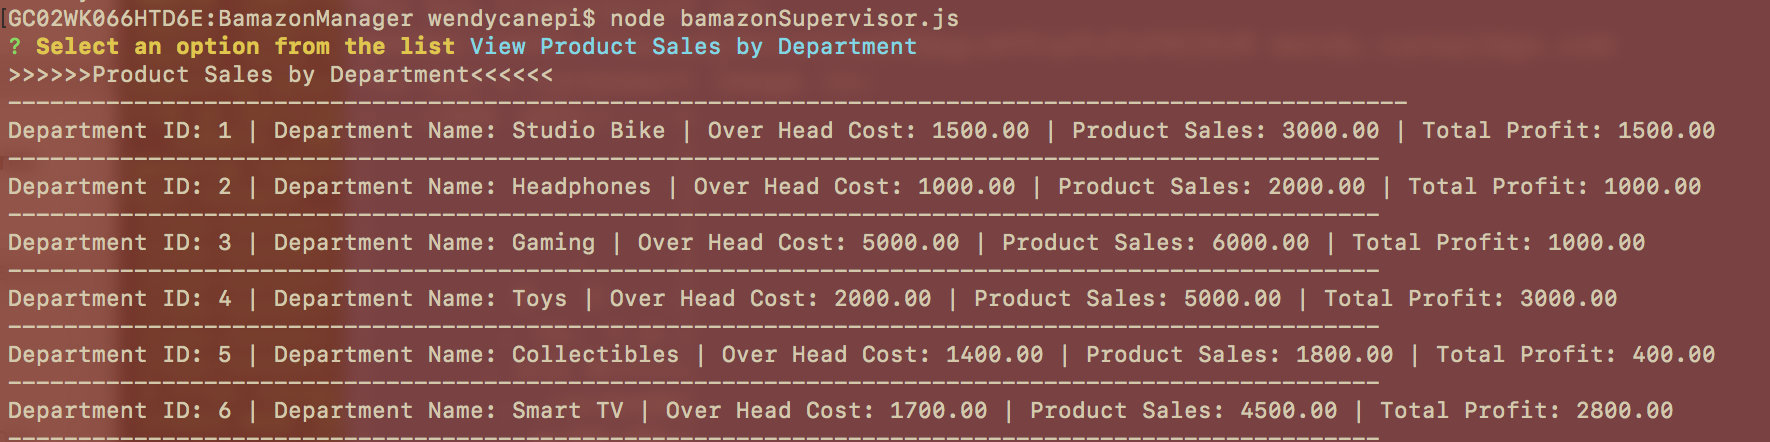 [GC02WK066HTD6E:BamazonManager wendycanepi$ node bamazonSupervisor.js
? Select an option from the list View Product Sales by Department
>>>>>>Product Sales by Department<<<<<<
----------------------------------------------------------------------------------------------------
Department ID: 1 | Department Name: Studio Bike | Over Head Cost: 1500.00 | Product Sales: 3000.00 | Total Profit: 1500.00
--------------------------------------------------------------------------------------------------
Department ID: 2 | Department Name: Headphones | Over Head Cost: 1000.00 | Product Sales: 2000.00 | Total Profit: 1000.00
--------------------------------------------------------------------------------------------------
Department ID: 3 | Department Name: Gaming | Over Head Cost: 5000.00 | Product Sales: 6000.00 | Total Profit: 1000.00
--------------------------------------------------------------------------------------------------
Department ID: 4 | Department Name: Toys | Over Head Cost: 2000.00 | Product Sales: 5000.00 | Total Profit: 3000.00
--------------------------------------------------------------------------------------------------
Department ID: 5 | Department Name: Collectibles | Over Head Cost: 1400.00 | Product Sales: 1800.00 | Total Profit: 400.00
--------------------------------------------------------------------------------------------------
Department ID: 6 | Department Name: Smart TV | Over Head Cost: 1700.00 | Product Sales: 4500.00 | Total Profit: 2800.00
--------------------------------------------------------------------------------------------------